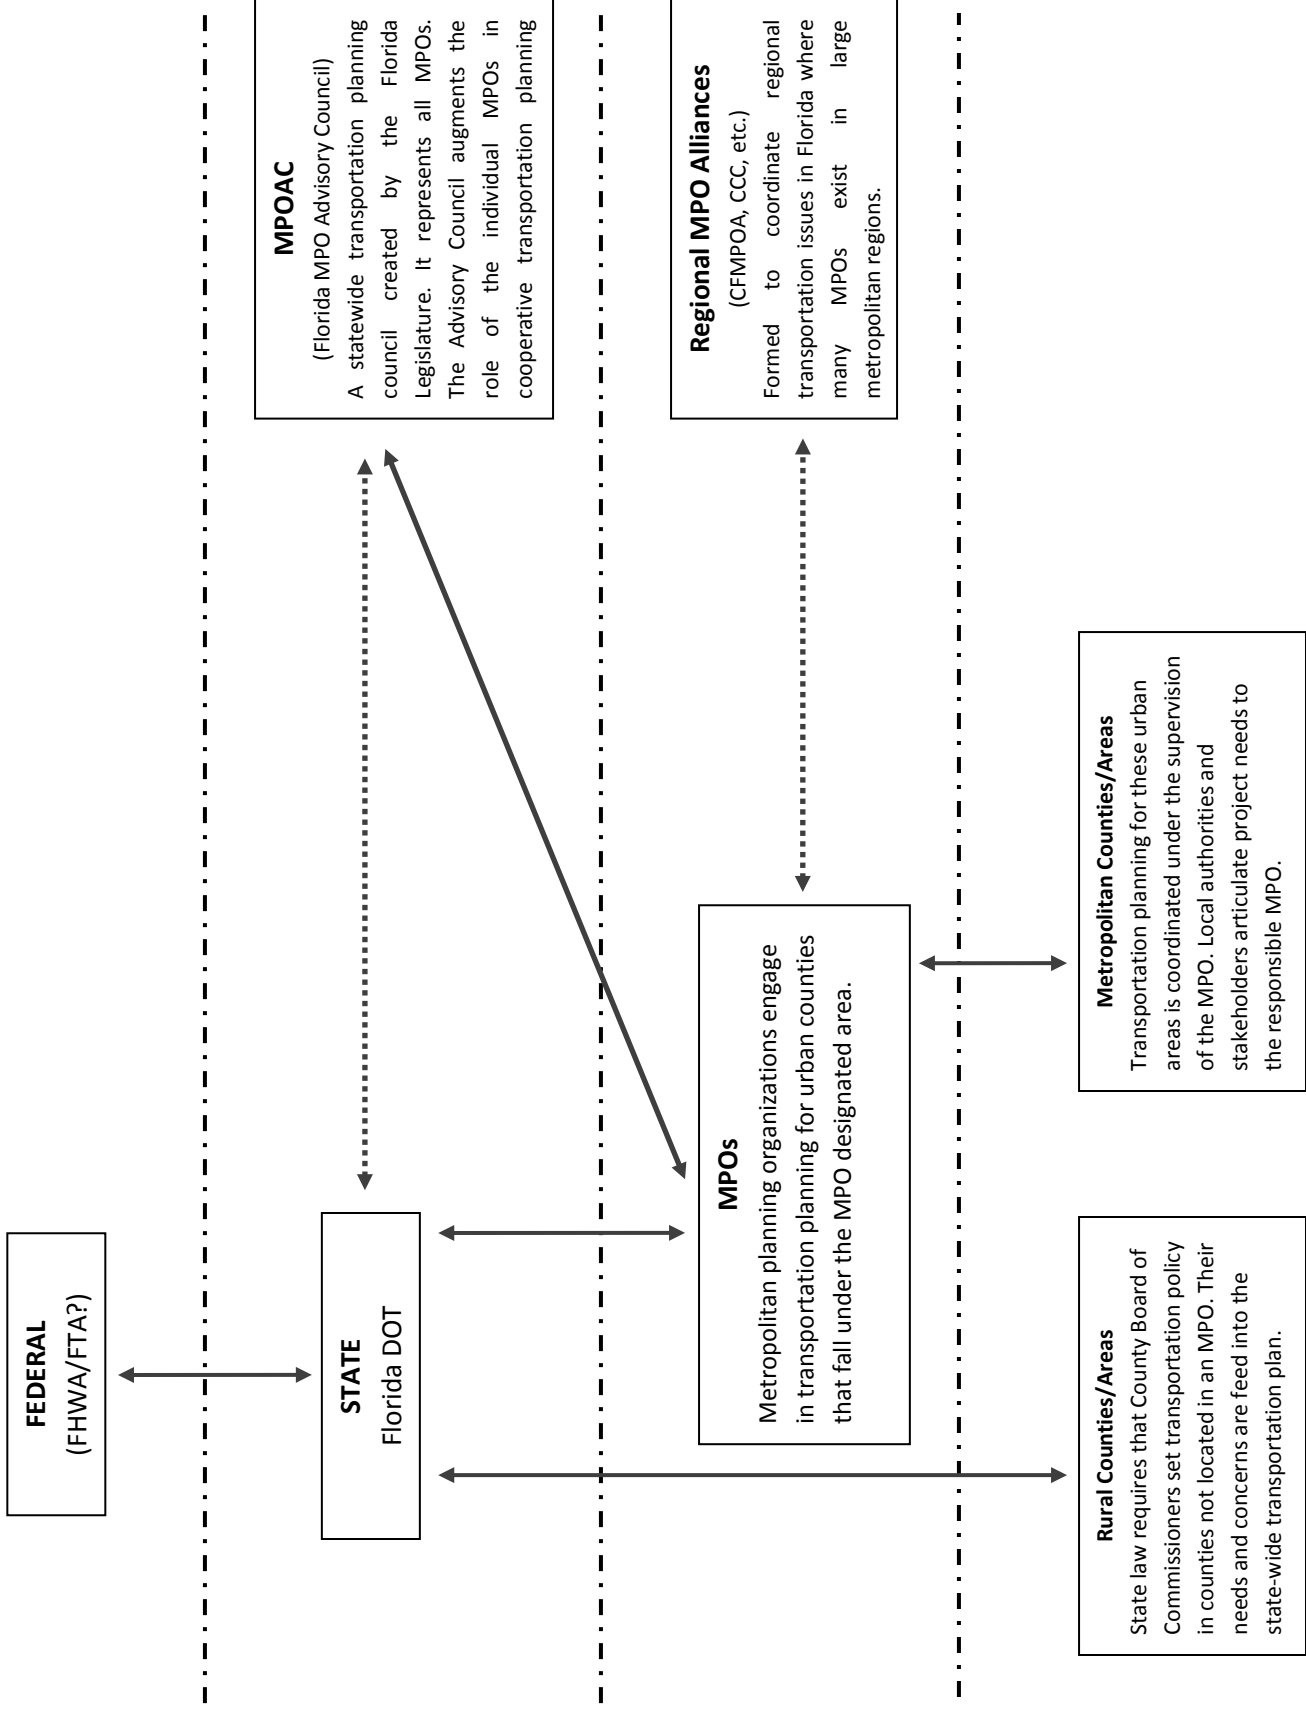 FEDERAL
(FHWA/FTA?)
STATE
Florida DOT
MPOAC
(Florida MPO Advisory Council)
A statewide transportation planning
council created by the Florida
Legislature. It represents all MPOs.
The Advisory Council augments the
role of the individual MPOs in
cooperative transportation planning
MPOs
Metropolitan planning organizations engage
in transportation planning for urban counties
that fall under the MPO designated area.
Regional MPO Alliances
(CFMPOA, CCC, etc.)
Formed to coordinate regional
transportation issues in Florida where
many MPOs exist in large
metropolitan regions.
Rural Counties/Areas
State law requires that County Board of
Commissioners set transportation policy
in counties not located in an MPO. Their
needs and concerns are feed into the
state-wide transportation plan.
Metropolitan Counties/Areas
Transportation planning for these urban
areas is coordinated under the supervision
of the MPO. Local authorities and
stakeholders articulate project needs to
the responsible MPO.